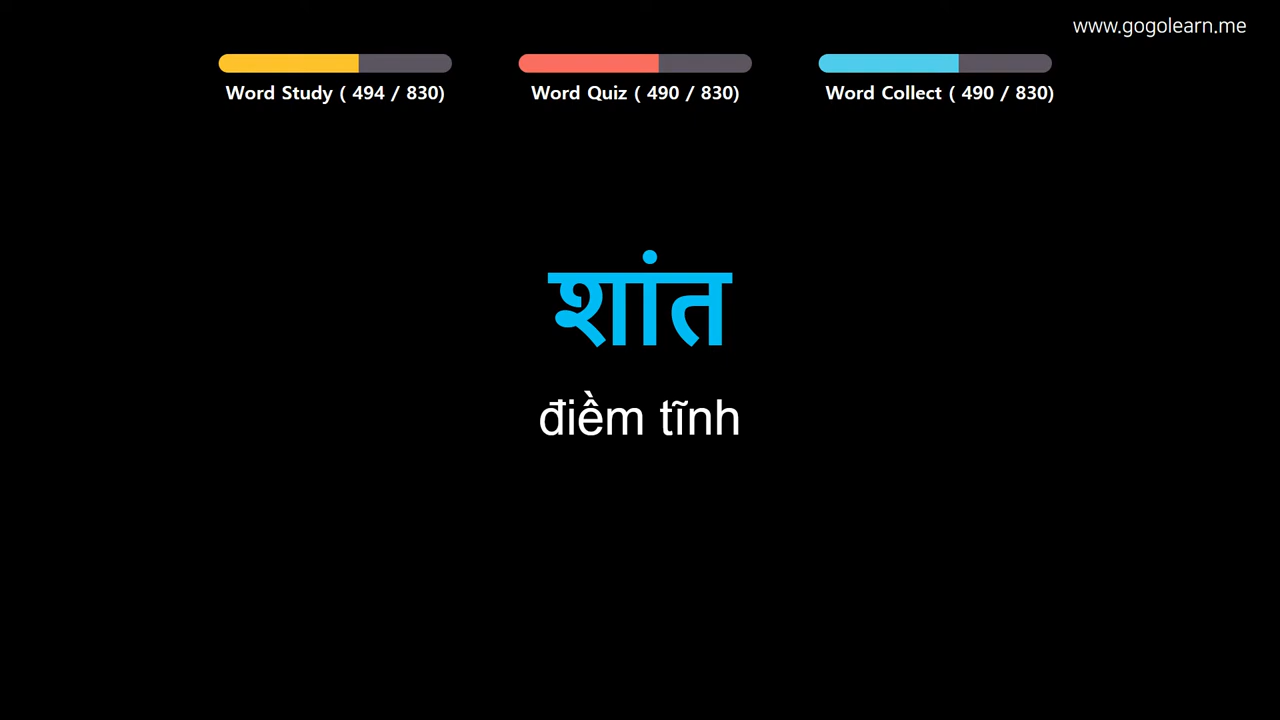 www.gogolearn.me
Word Study ( 494 / 830)
Word Quiz ( 490 / 830)
Word Collect ( 490 / 830)
शांत
điềm tĩnh